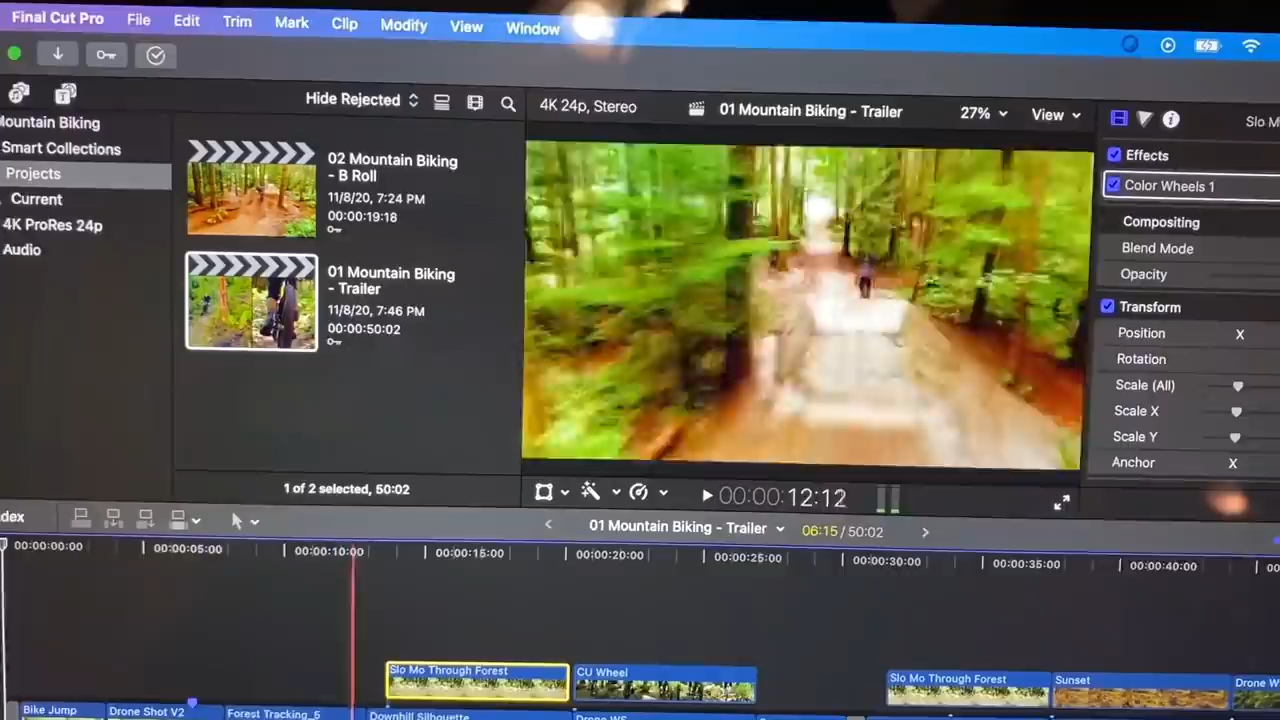 Final Cut Pro File Edit Trim Mark Clip Modify View Window
Hide Rejected
4K 24p, Stereo
01 Mountain Biking - Trailer
27%
View
Slo M
Mountain Biking
Smart Collections
Projects
Current
4K ProRes 24p
Audio
02 Mountain Biking
- B Roll
11/8/20, 7:24 PM
00:00:19:18
01 Mountain Biking
- Trailer
11/8/20, 7:46 PM
00:00:50:02
1 of 2 selected, 50:02
Effects
Color Wheels 1
Compositing
Blend Mode
Opacity
Transform
Position X
Rotation
Scale (All)
Scale X
Scale Y
Anchor X
00:00:12:12
dex
01 Mountain Biking - Trailer
06:15 / 50:02
00:00:00:00 00:00:05:00 00:00:10:00 00:00:15:00 00:00:20:00 00:00:25:00 00:00:30:00 00:00:35:00 00:00:40:00 00
Slo Mo Through Forest
CU Wheel
Slo Mo Through Forest
Sunset
Drone W
Bike Jump
Drone Shot V2
Forest Tracking_5
Downhill Silhouette
Drone WS